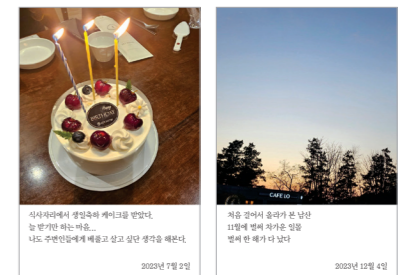 식사자리에서 생일축하 케이크를 받았다.
늘 받기만 하는 마음...
나도 주변인들에게 베풀고 살고 싶단 생각을 해본다.
2023년 7월 2일
CAFE LO
처음 걸어서 올라가 본 남산
11월에 벌써 차가운 일몰
벌써 한 해가 다 났다
2023년 12월 4일